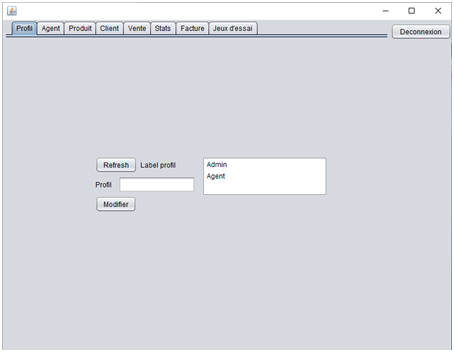 Profil Agent Produit Client Vente Stats Facture Jeux d'essai Deconnexion
Refresh Label profil Admin
Agent
Profil
Modifier